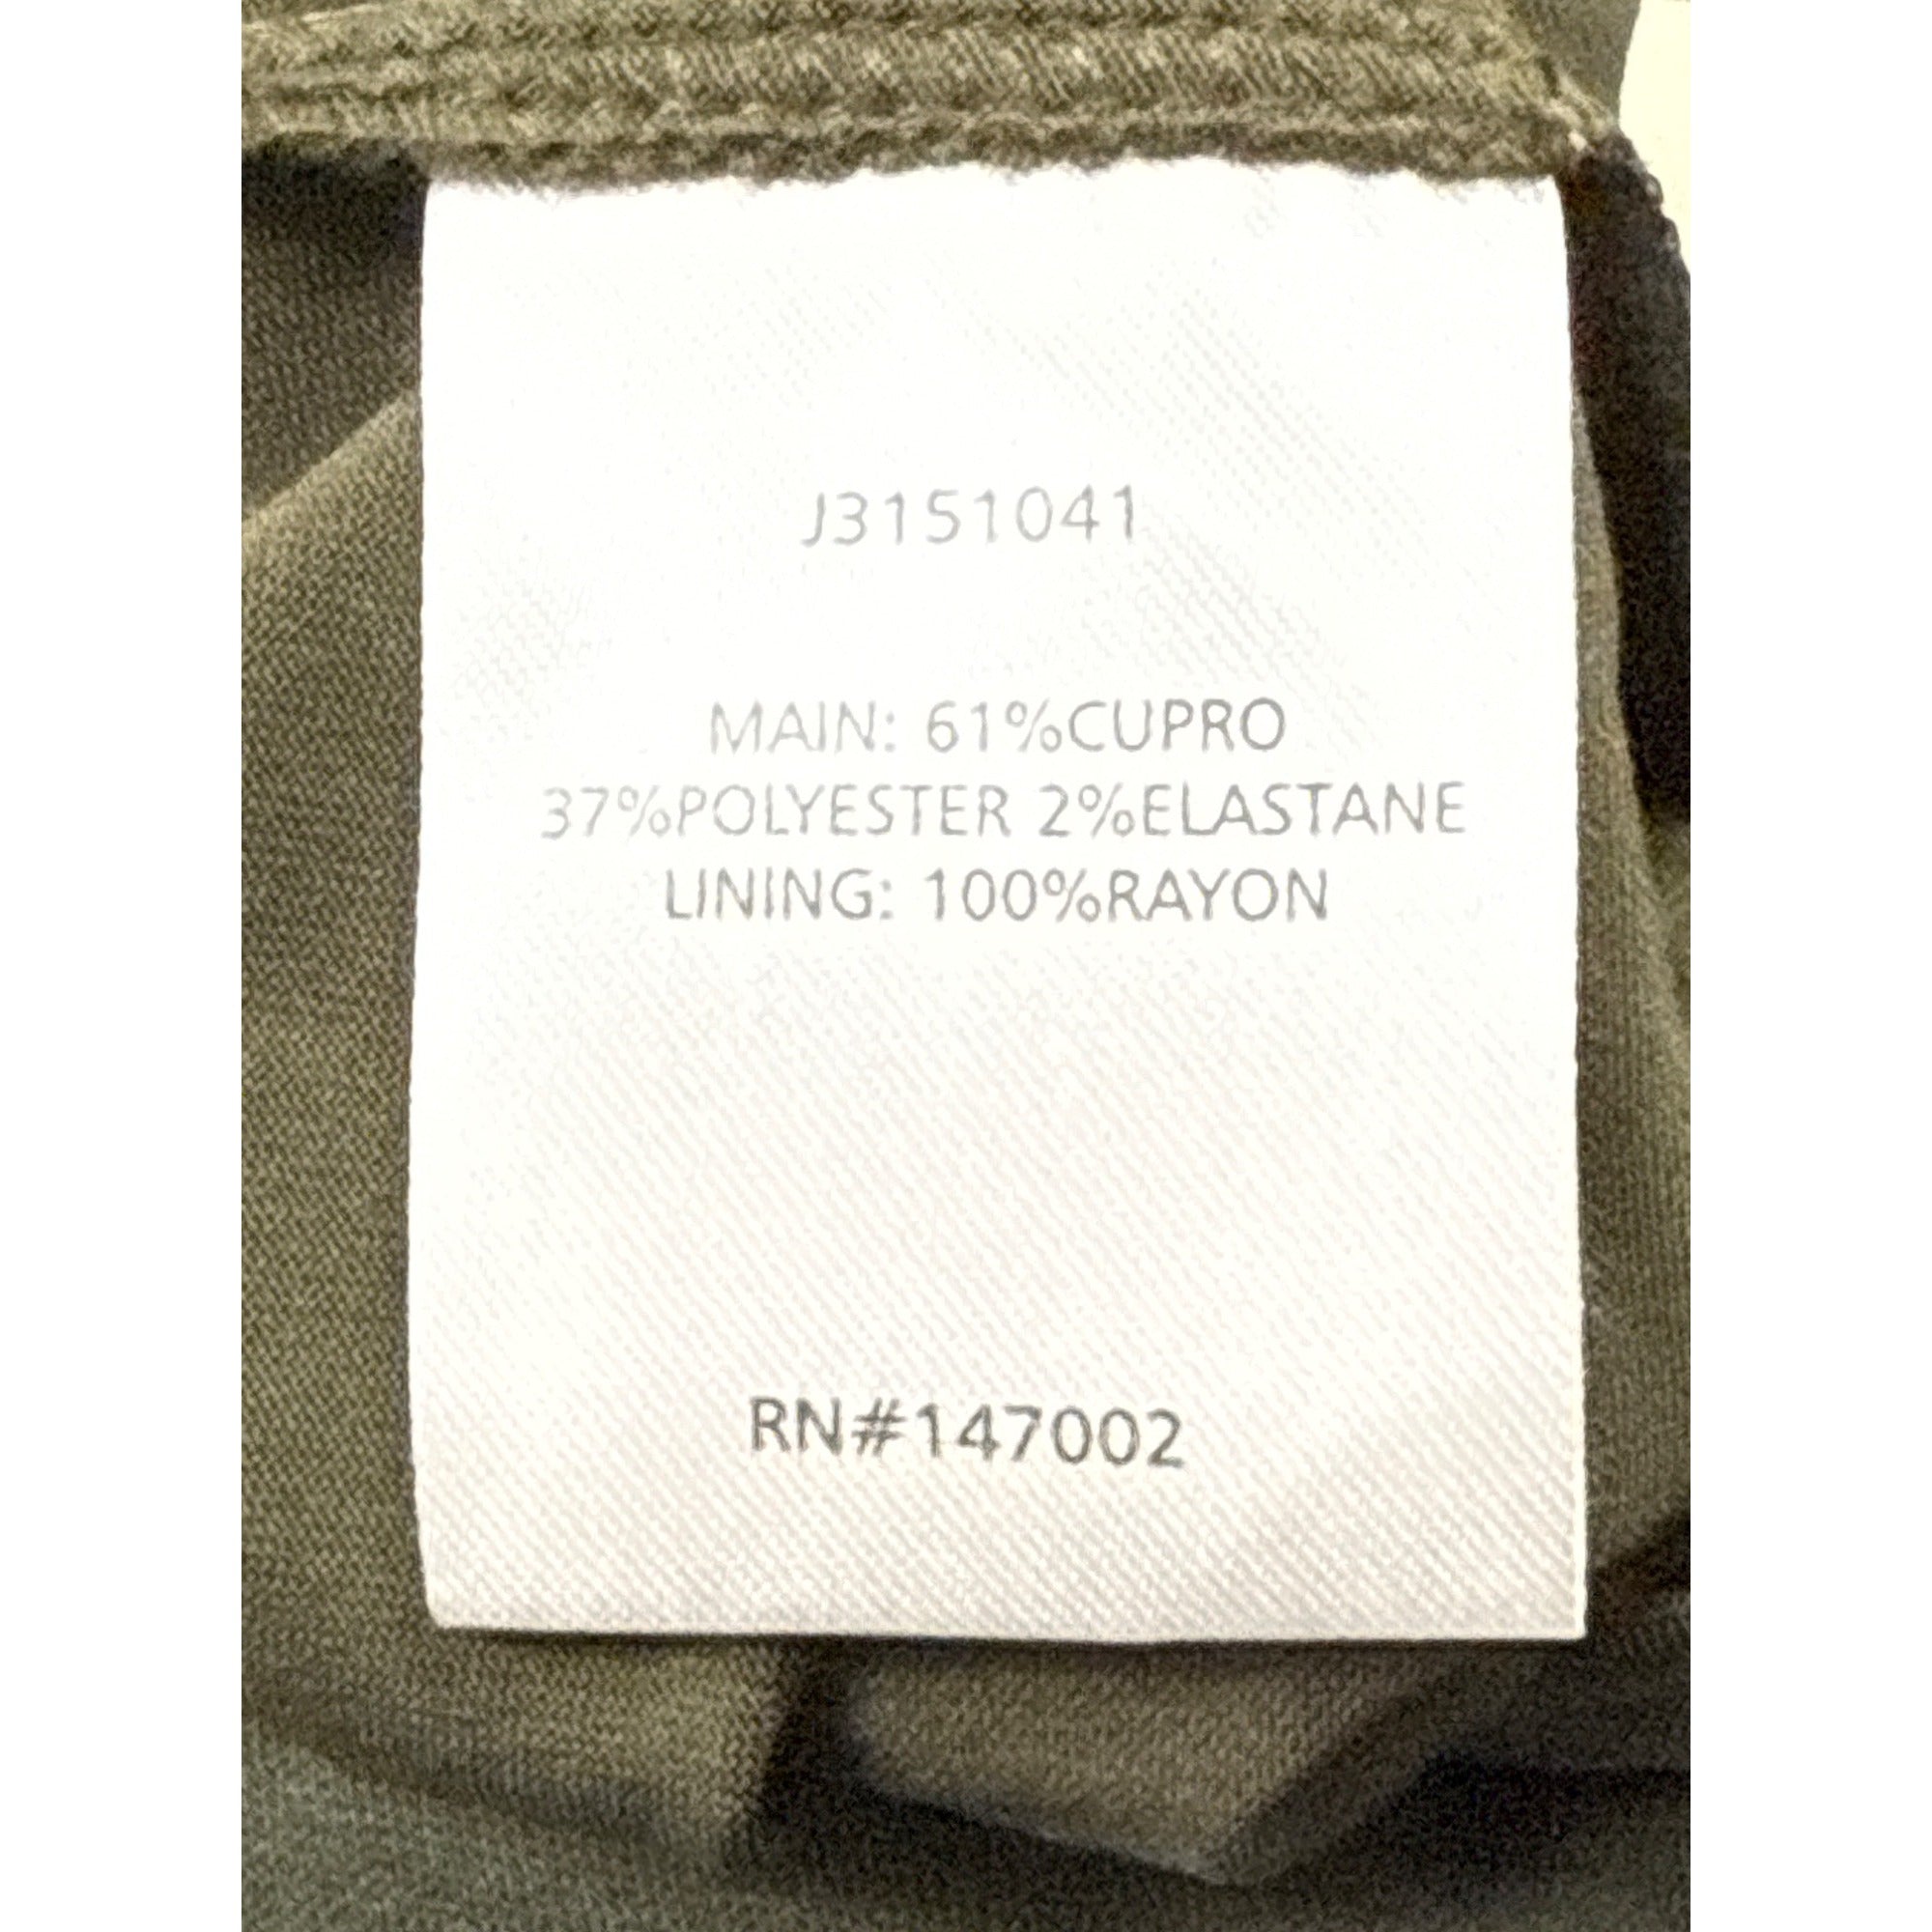 J3151041
MAIN: 61%CUPRO
37%POLYESTER 2%ELASTANE
LINING: 100%RAYON
RN#147002